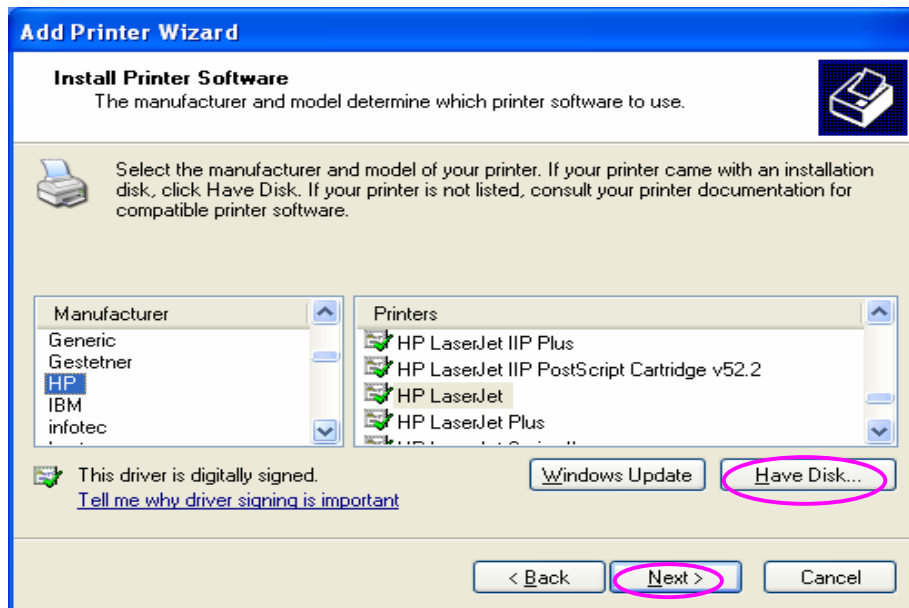 Add Printer Wizard
Install Printer Software
The manufacturer and model determine which printer software to use.
Select the manufacturer and model of your printer. If your printer came with an installation
disk, click Have Disk. If your printer is not listed, consult your printer documentation for
compatible printer software.
Manufacturer
Generic
Gestetner
HP
IBM
infotec
Printers
HP LaserJet IIP Plus
HP LaserJet IIP PostScript Cartridge v52.2
HP LaserJet
HP LaserJet Plus
This driver is digitally signed.
Tell me why driver signing is important
Windows Update
Have Disk...
< Back
Next >
Cancel